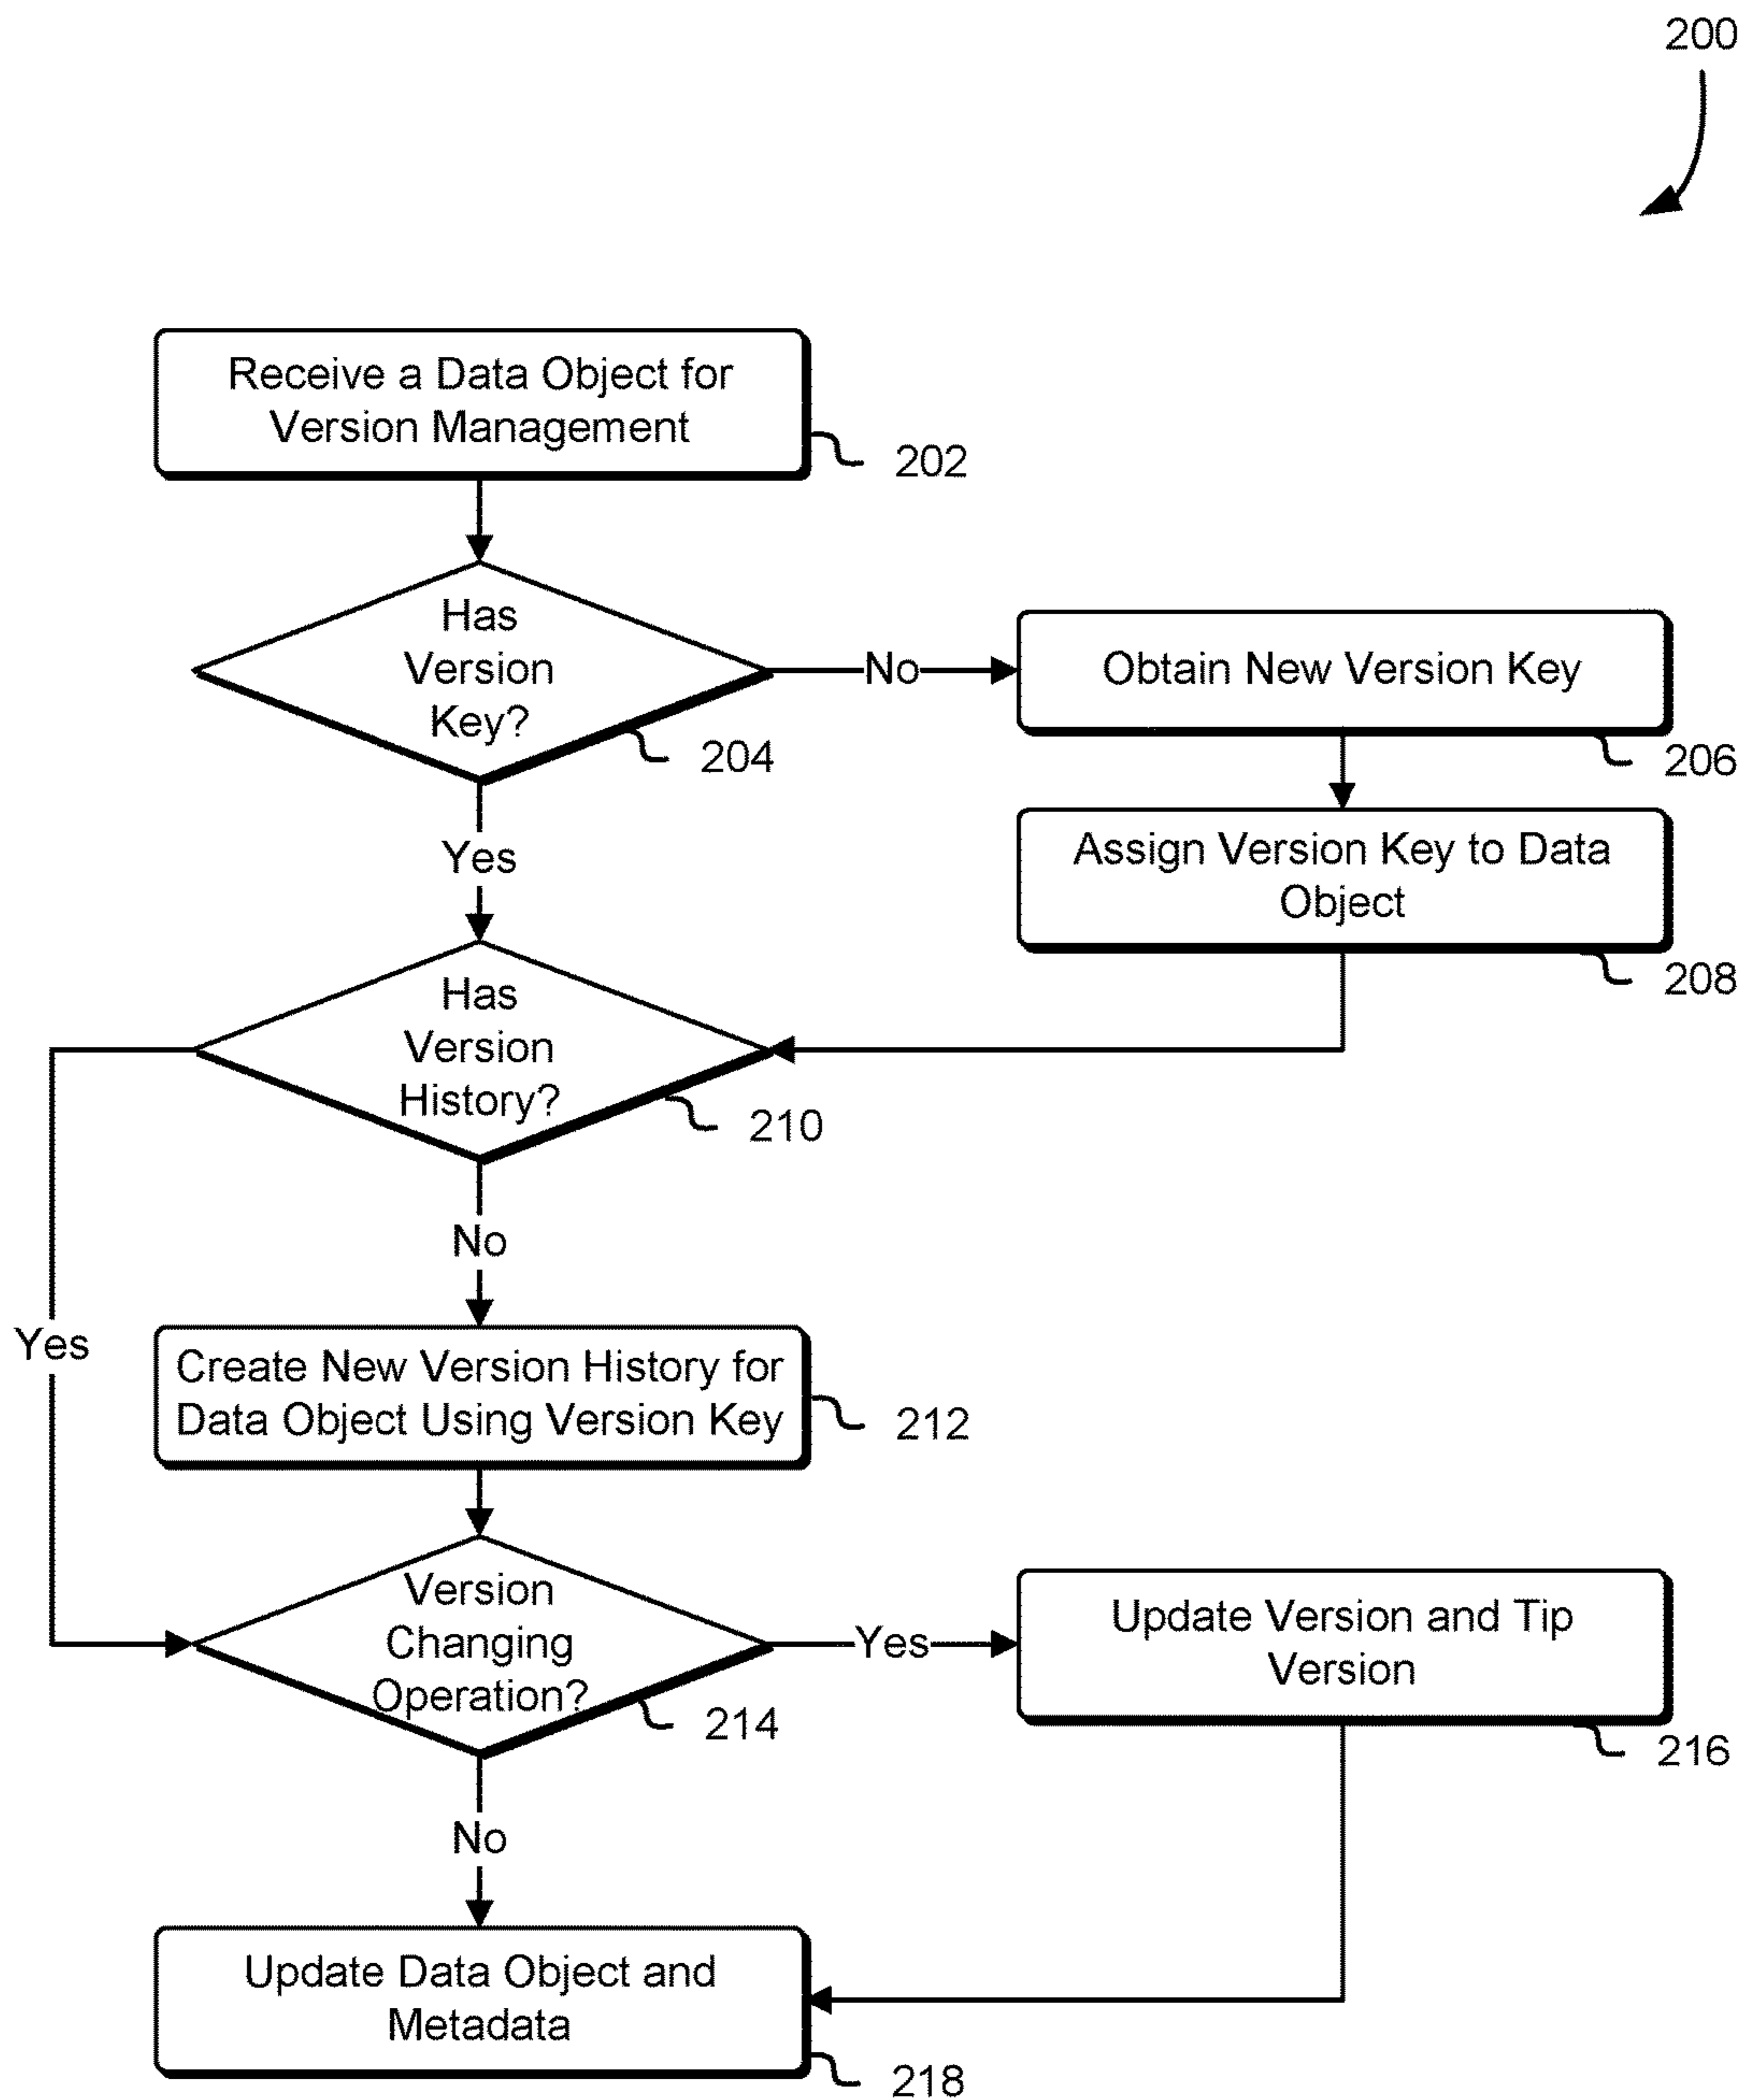 200
Receive a Data Object for
Version Management
202
Has
Version
Key?
204
No
Obtain New Version Key
206
Yes
Assign Version Key to Data
Object
208
Has
Version
History?
210
No
Yes
Create New Version History for
Data Object Using Version Key
212
Version
Changing
Operation?
214
Yes
Update Version and Tip
Version
216
No
Update Data Object and
Metadata
218